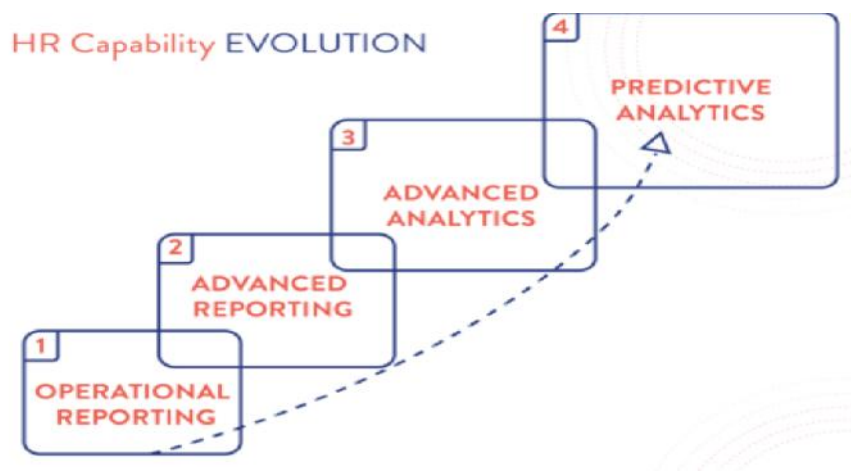 HR Capability EVOLUTION
4
PREDICTIVE
ANALYTICS
3
ADVANCED
ANALYTICS
2
ADVANCED
REPORTING
1
OPERATIONAL
REPORTING